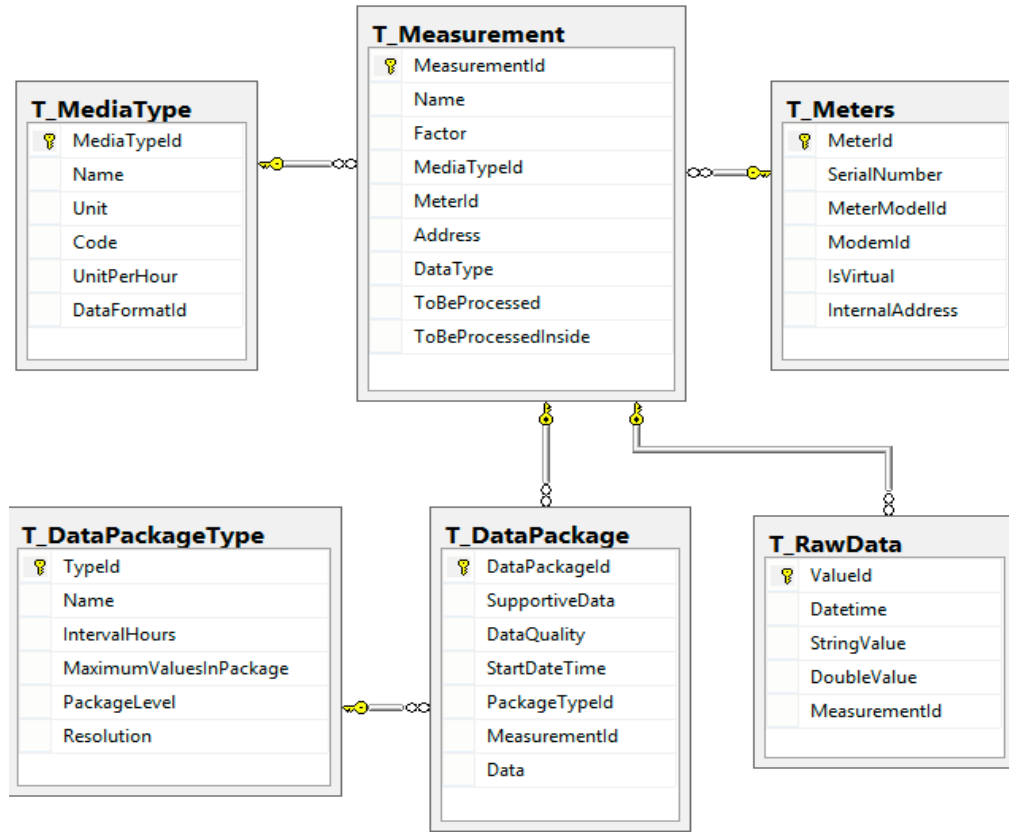 T_Measurement
MeasurementId
Name
Factor
MediaTypeId
MeterId
Address
DataType
ToBeProcessed
ToBeProcessedInside
T_MediaType
MediaTypeId
Name
Unit
Code
UnitPerHour
DataFormatId
T_Meters
MeterId
SerialNumber
MeterModelId
ModemId
IsVirtual
InternalAddress
T_DataPackageType
TypeId
Name
IntervalHours
MaximumValuesInPackage
PackageLevel
Resolution
T_DataPackage
DataPackageId
SupportiveData
DataQuality
StartDateTime
PackageTypeId
MeasurementId
Data
T_RawData
ValueId
Datetime
StringValue
DoubleValue
MeasurementId